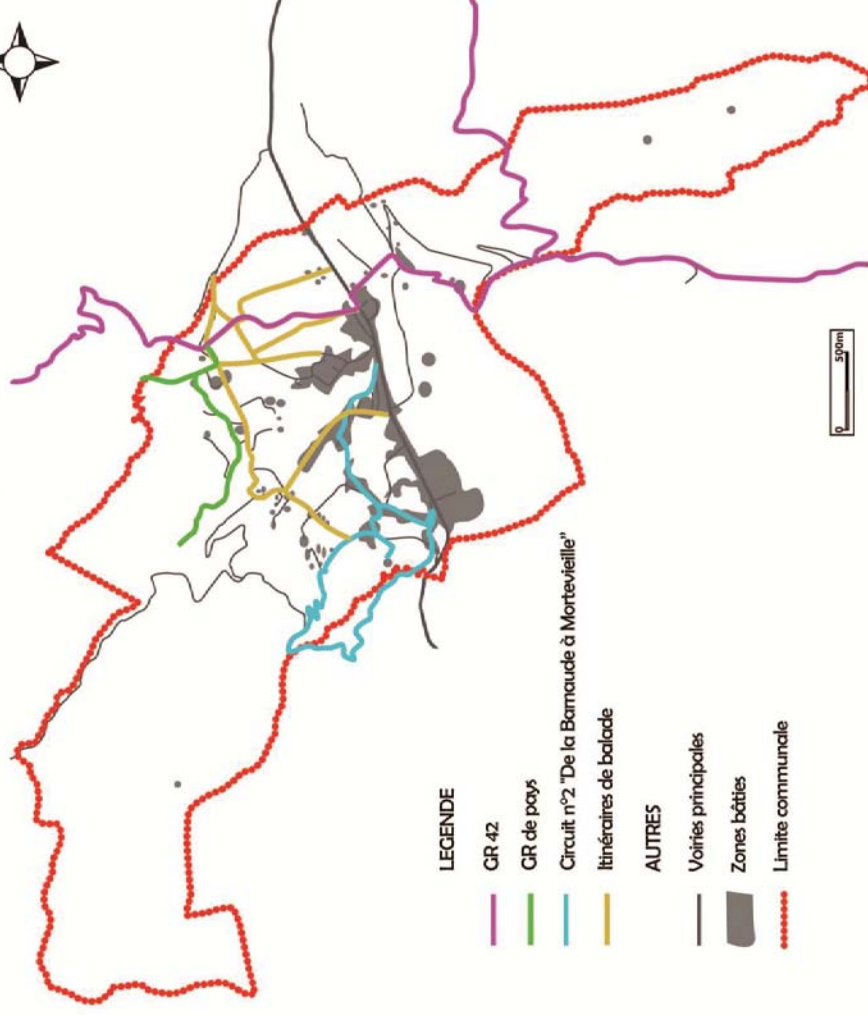 LEGENDE
GR 42
GR de pays
Circuit n°2 "De la Barnaude à Mortevieille"
Itinéraires de balade
AUTRES
Voiries principales
Zones bâties
Limite communale
0 500m